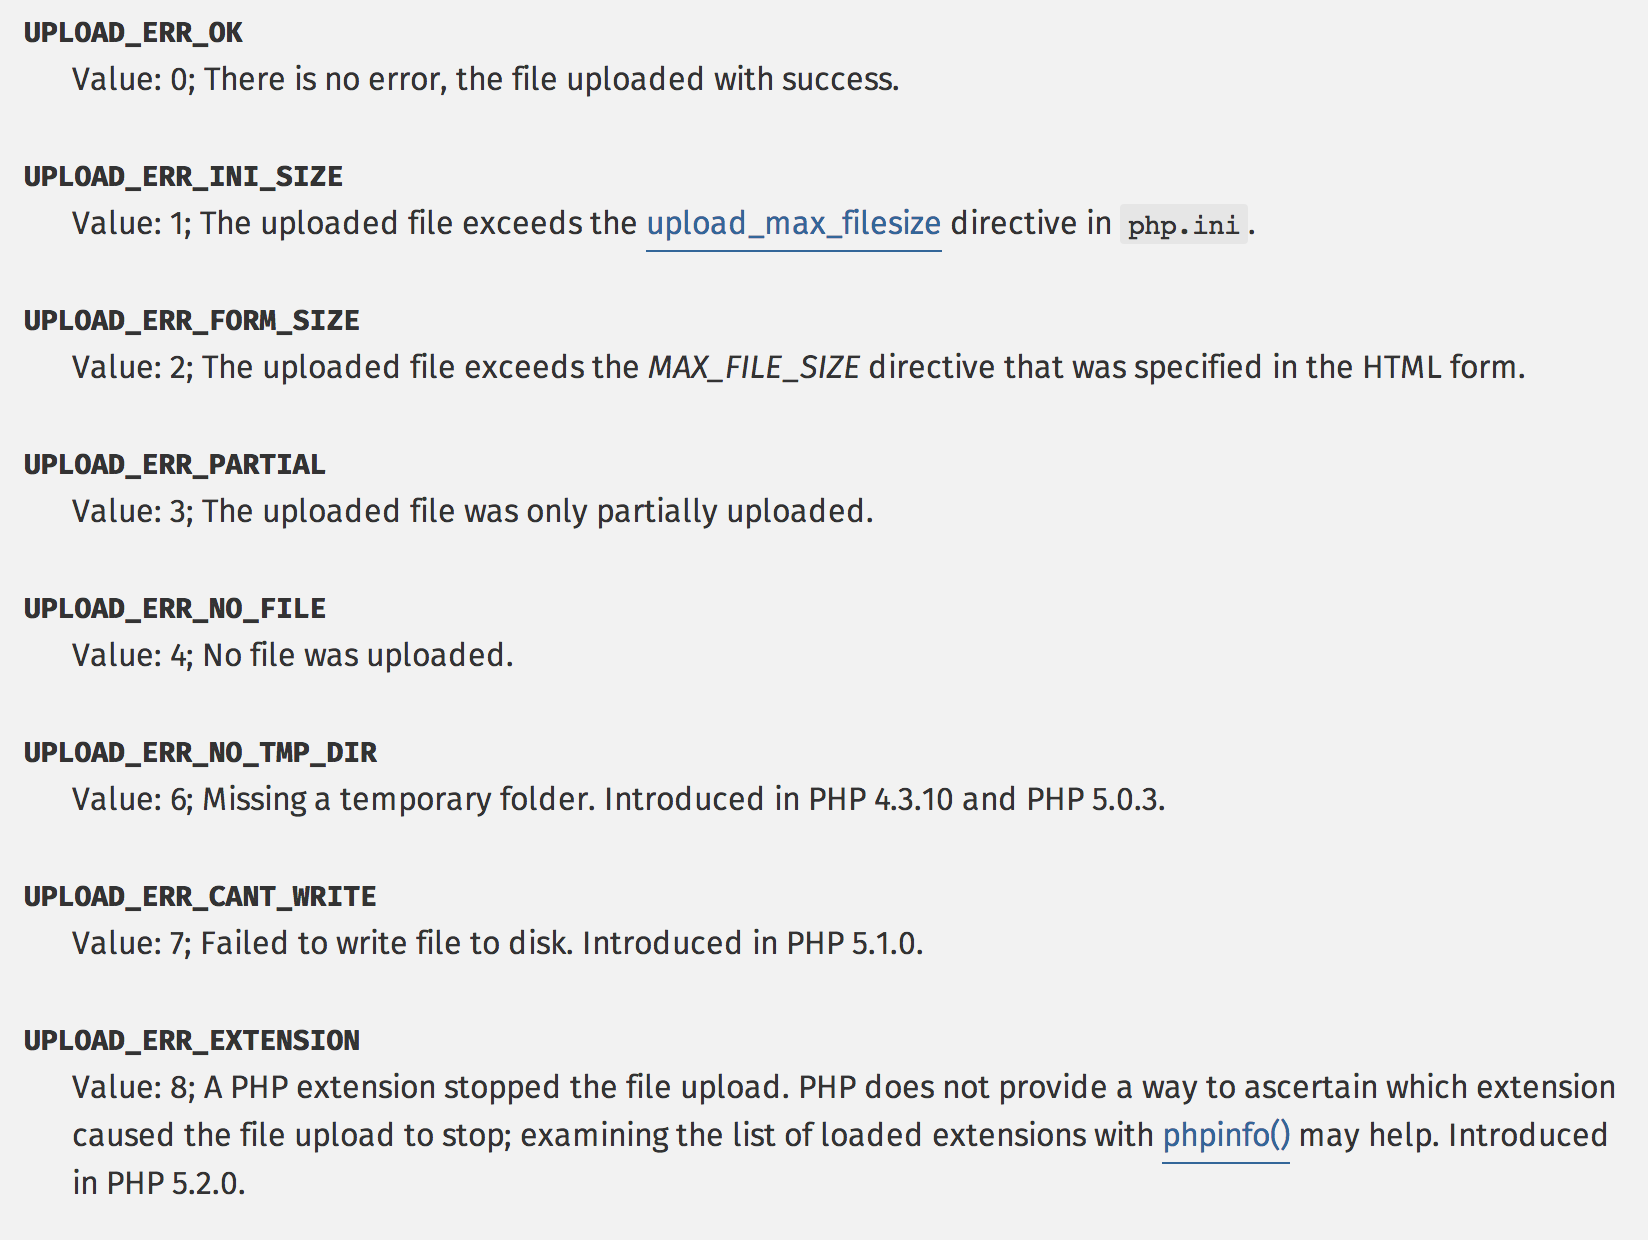 UPLOAD_ERR_OK
Value: 0; There is no error, the file uploaded with success.
UPLOAD_ERR_INI_SIZE
Value: 1; The uploaded file exceeds the upload_max_filesize directive in php.ini.
UPLOAD_ERR_FORM_SIZE
Value: 2; The uploaded file exceeds the MAX_FILE_SIZE directive that was specified in the HTML form.
UPLOAD_ERR_PARTIAL
Value: 3; The uploaded file was only partially uploaded.
UPLOAD_ERR_NO_FILE
Value: 4; No file was uploaded.
UPLOAD_ERR_NO_TMP_DIR
Value: 6; Missing a temporary folder. Introduced in PHP 4.3.10 and PHP 5.0.3.
UPLOAD_ERR_CANT_WRITE
Value: 7; Failed to write file to disk. Introduced in PHP 5.1.0.
UPLOAD_ERR_EXTENSION
Value: 8; A PHP extension stopped the file upload. PHP does not provide a way to ascertain which extension
caused the file upload to stop; examining the list of loaded extensions with phpinfo() may help. Introduced
in PHP 5.2.0.